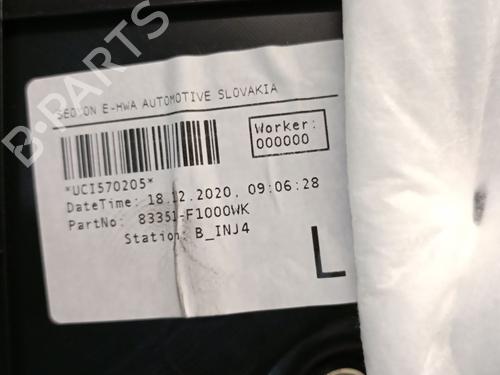 SEOYON E-HWA AUTOMOTIVE SLOVAKIA
Worker:
000000
*UCI570205*
DateTime: 18.12.2020. 09:06:28
PartNo: 83351-F1000WK
Station: B_INJ4
L
B-PARTS